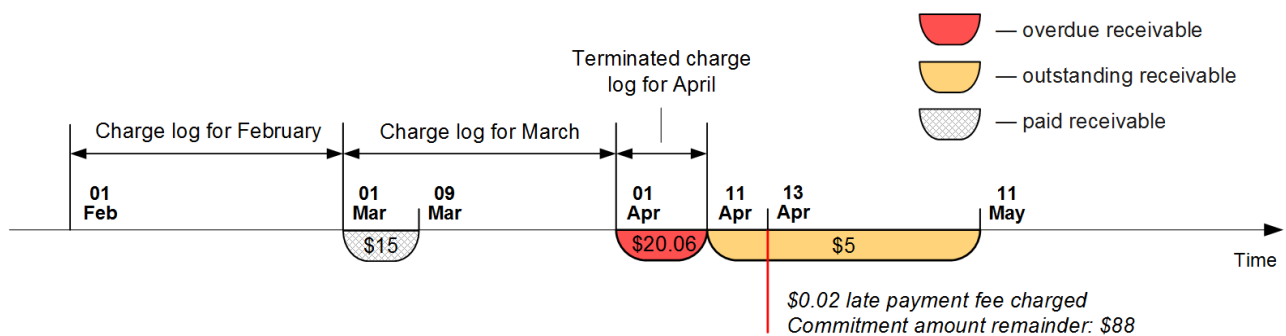 — overdue receivable
— outstanding receivable
— paid receivable
Terminated charge
log for April
Charge log for February
Charge log for March
01
Feb
01
Mar
09
Mar
01
Apr
11
Apr
13
Apr
11
May
$15
$20.06
$5
Time
$0.02 late payment fee charged
Commitment amount remainder: $88